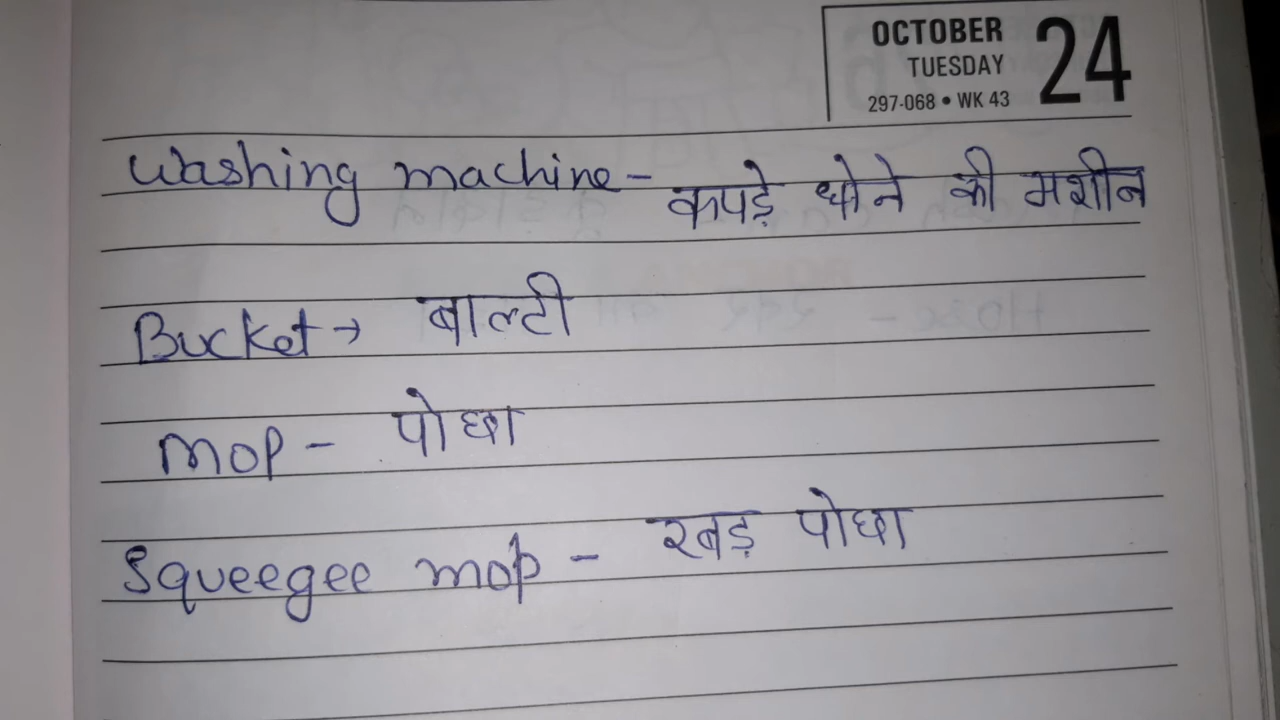 OCTOBER 24
TUESDAY
297-068 • WK 43
Washing machine - कपड़े धोने की मशीन
Bucket → बाल्टी
Mop - पोछा
Squeegee mop - रबड़ पोछा